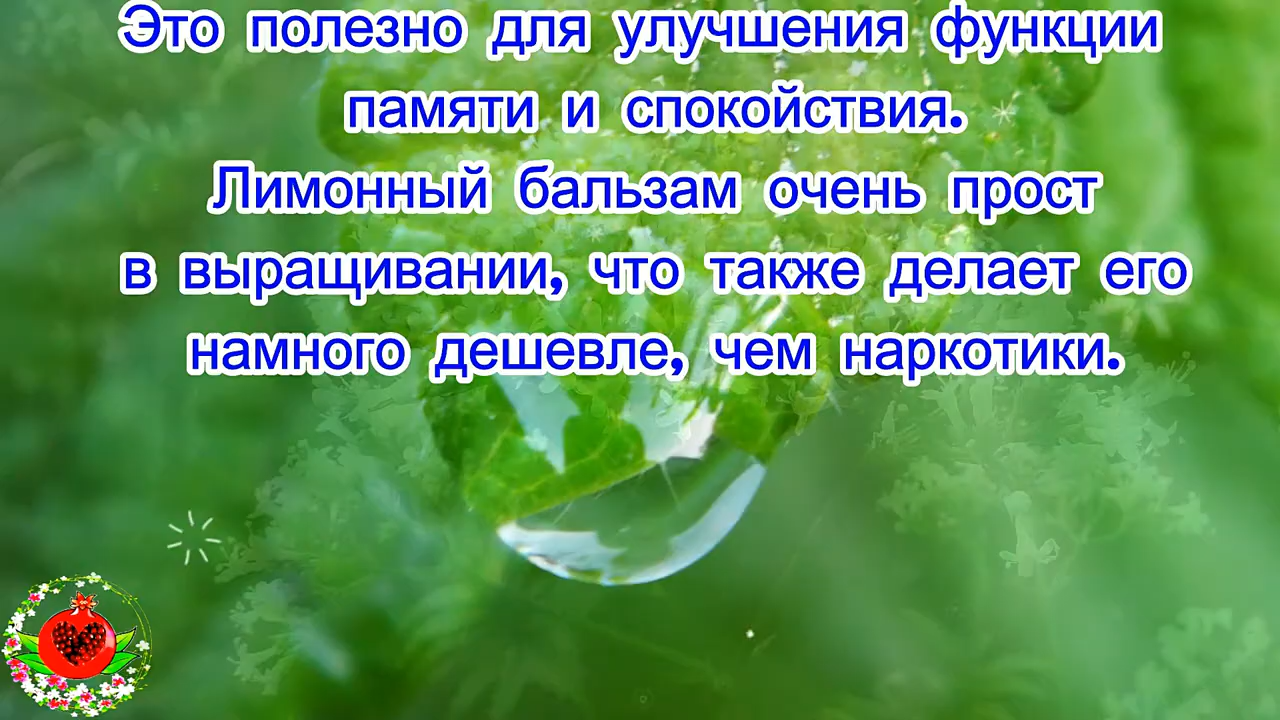 Это полезно для улучшения функции
памяти и спокойствия.
Лимонный бальзам очень прост
в выращивании, что также делает его
намного дешевле, чем наркотики.